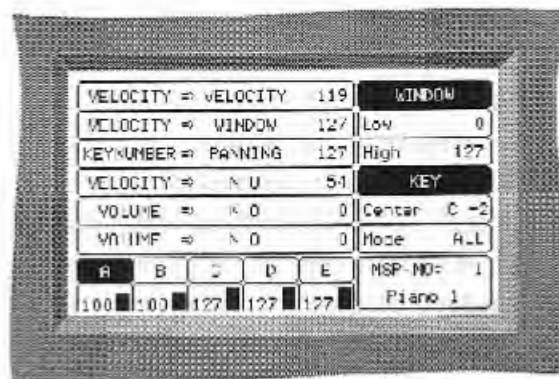 VELOCITY ⇒ VELOCITY 119
VELOCITY ⇒ WINDOW 127
KEYNUMBER ⇒ PANNING 127
VELOCITY ⇒ 54
VOLUME ⇒ 0
VOLUME ⇒ 0
WINDOW
Low 0
High 127
KEY
Center C -2
Mode ALL
A B C D E
100 100 127 127 127
MSP-NO= 1
Piano 1